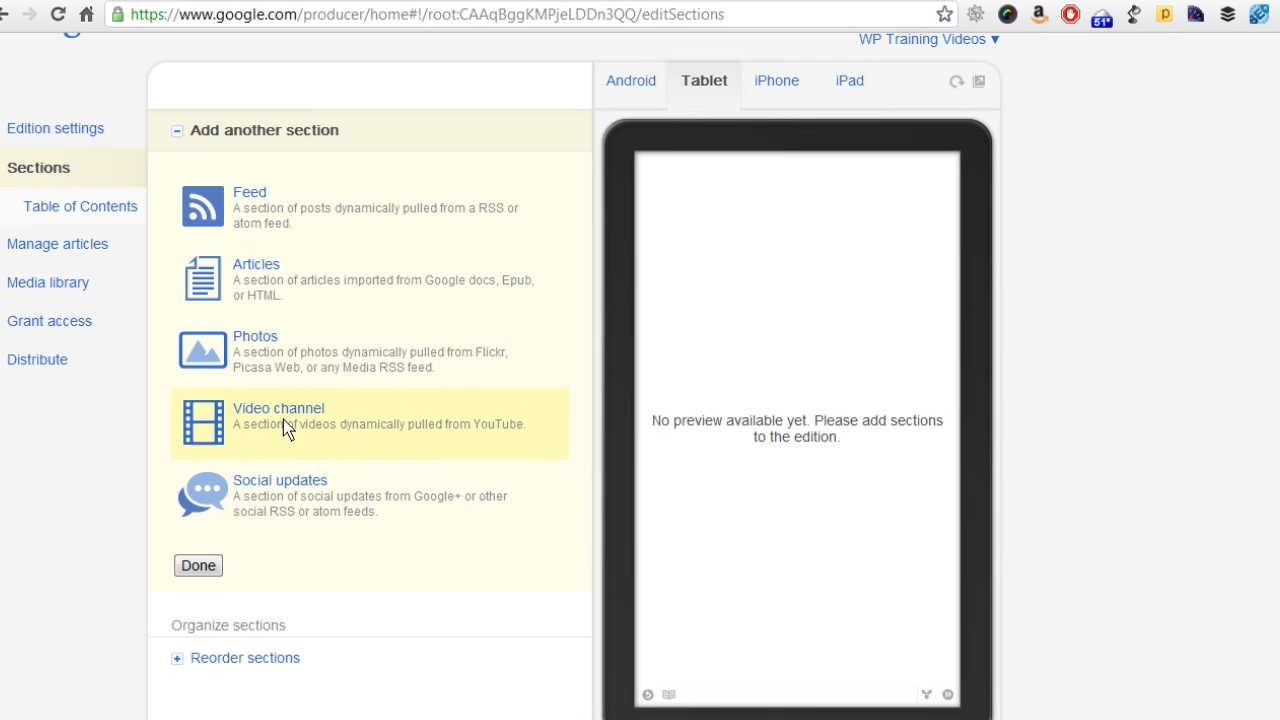 https://www.google.com/producer/home#!/root:CAAqBggKMPjeLDDn3QQ/editSections
51°
p
WP Training Videos ▼
Edition settings
Sections
Table of Contents
Manage articles
Media library
Grant access
Distribute
Add another section
Feed
A section of posts dynamically pulled from a RSS or
atom feed.
Articles
A section of articles imported from Google docs, Epub,
or HTML.
Photos
A section of photos dynamically pulled from Flickr,
Picasa Web, or any Media RSS feed.
Video channel
A section of videos dynamically pulled from YouTube.
Social updates
A section of social updates from Google+ or other
social RSS or atom feeds.
Done
Organize sections
Reorder sections
Android
Tablet
iPhone
iPad
No preview available yet. Please add sections
to the edition.